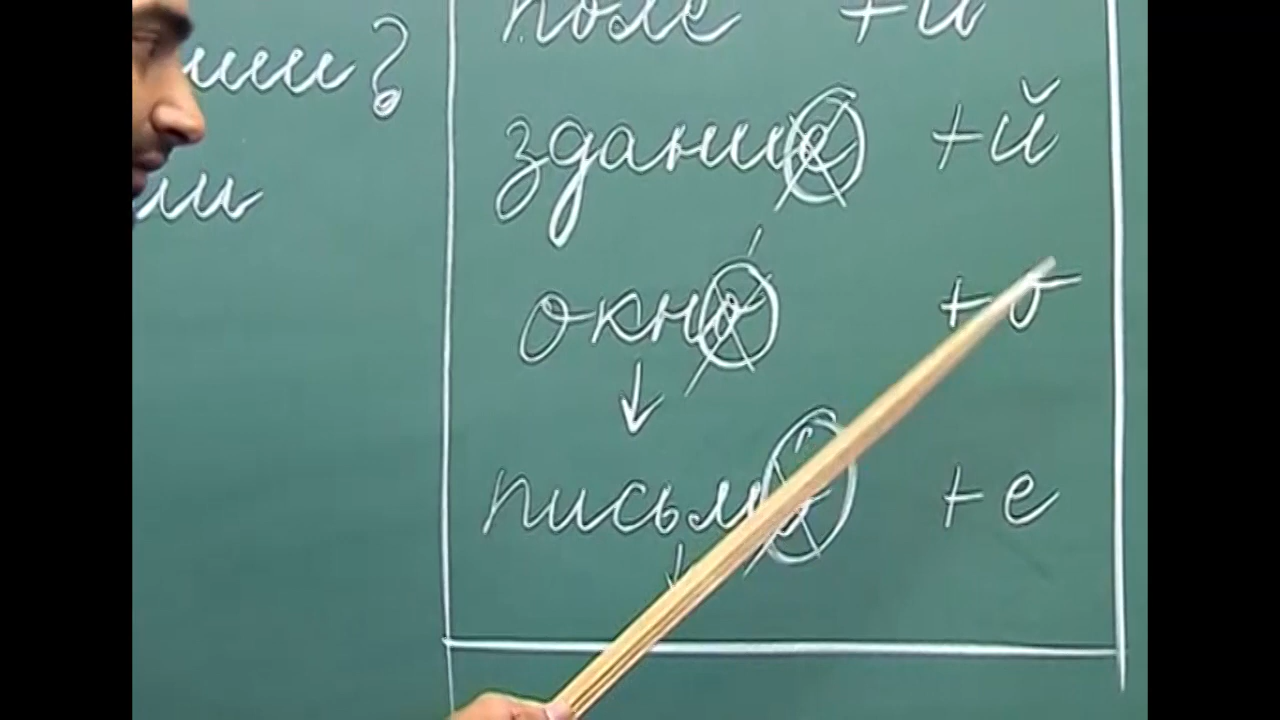 поле +й
здание +й
окно +о
письмо +е